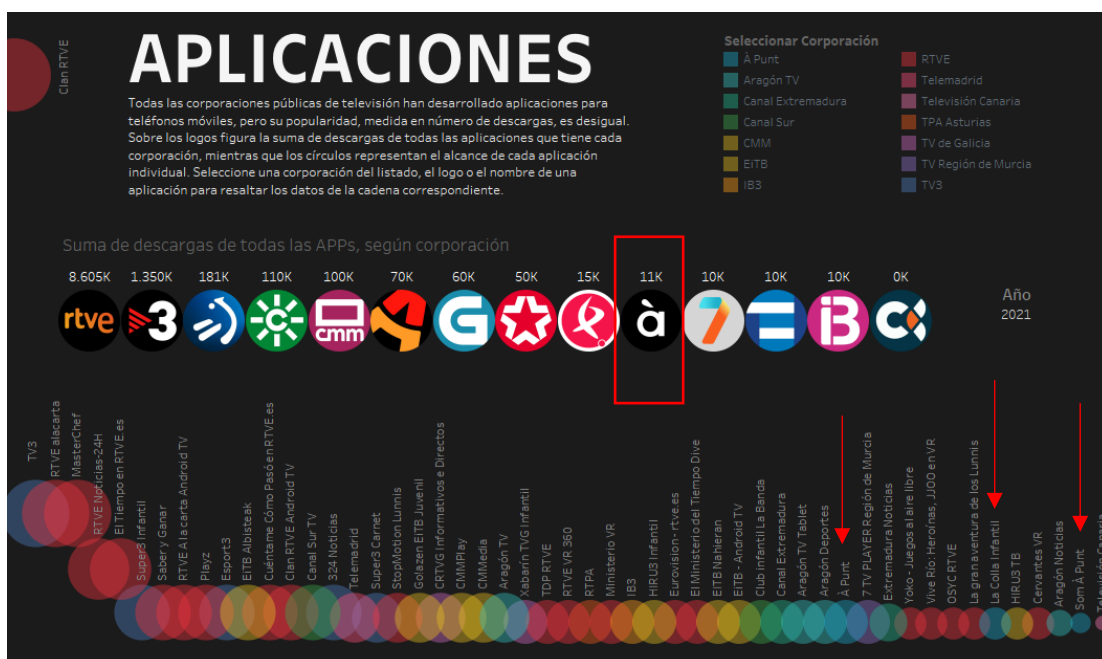 Clan RTVE
APLICACIONES
Todas las corporaciones públicas de televisión han desarrollado aplicaciones para
teléfonos móviles, pero su popularidad, medida en número de descargas, es desigual.
Sobre los logos figura la suma de descargas de todas las aplicaciones que tiene cada
corporación, mientras que los círculos representan el alcance de cada aplicación
individual. Seleccione una corporación del listado, el logo o el nombre de una
aplicación para resaltar los datos de la cadena correspondiente.
Seleccionar Corporación
À Punt
Aragón TV
Canal Extremadura
Canal Sur
CMM
EiTB
IB3
RTVE
Telemadrid
Televisión Canaria
TPA Asturias
TV de Galicia
TV Región de Murcia
TV3
Suma de descargas de todas las APPs, según corporación
8.605K 1.350K 181K 110K 100K 70K 60K 50K 15K 11K 10K 10K 10K 0K
rtve 3 cmm G à 7 B C
Año
2021
TV3
RTVE alacarta
MasterChef
RTVE Noticias-24H
El Tiempo en RTVE.es
Super3 Infantil
Saber y Ganar
RTVE A la carta Android TV
Playz
Esport3
EITB Albisteak
Cuéntame Cómo Pasó en RTVE.es
Clan RTVE Android TV
Canal Sur TV
324 Noticias
Telemadrid
Super3 Carnet
StopMotion Lunnis
Golazen EiTB Juvenil
CRTVG Informativos e Directos
CMMPlay
CMMedia
Aragón TV
Xabarín TVG Infantil
TDP RTVE
RTVE VR 360
RTPA
Ministerio VR
IB3
HIRU3 Infantil
Eurovision - rtve.es
El Ministerio del Tiempo Dive
EiTB Nahieran
EiTB - Android TV
Club Infantil La Banda
Canal Extremadura
Aragón TV Tablet
Aragón Deportes
À Punt
7 TV PLAYER Región de Murcia
Extremadura Noticias
Yoko - Juegos al aire libre
Vive Río: Heroínas, JJOO en VR
OSYC RTVE
La gran aventura de los Lunnis
La Colla Infantil
HIRU3 TB
Cervantes VR
Aragón Noticias
Som À Punt